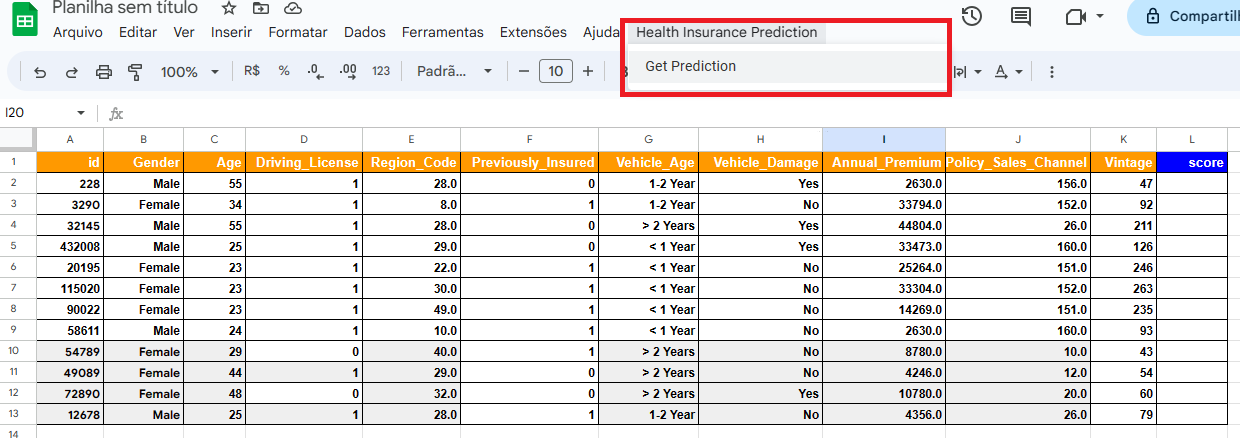 Planilha sem título
Arquivo Editar Ver Inserir Formatar Dados Ferramentas Extensões Ajuda Health Insurance Prediction
Compartil
Get Prediction
100% R$ % .0 .00 123 Padrã... 10
I20 fx
A B C D E F G H I J K L
1 id Gender Age Driving_License Region_Code Previously_Insured Vehicle_Age Vehicle_Damage Annual_Premium Policy_Sales_Channel Vintage score
2 228 Male 55 1 28.0 0 1-2 Year Yes 2630.0 156.0 47
3 3290 Female 34 1 8.0 1 1-2 Year No 33794.0 152.0 92
4 32145 Male 55 1 28.0 0 > 2 Years Yes 44804.0 26.0 211
5 432008 Male 25 1 29.0 0 < 1 Year Yes 33473.0 160.0 126
6 20195 Female 23 1 22.0 1 < 1 Year No 25264.0 151.0 246
7 115020 Female 23 1 30.0 1 < 1 Year No 33304.0 152.0 263
8 90022 Female 23 1 49.0 1 < 1 Year No 14269.0 151.0 235
9 58611 Male 24 1 10.0 1 < 1 Year No 2630.0 160.0 93
10 54789 Female 29 0 40.0 1 > 2 Years No 8780.0 10.0 43
11 49089 Female 44 1 29.0 0 > 2 Years No 4246.0 12.0 54
12 72890 Female 48 0 32.0 0 > 2 Years Yes 10780.0 20.0 60
13 12678 Male 25 1 28.0 1 1-2 Year No 4356.0 26.0 79
14